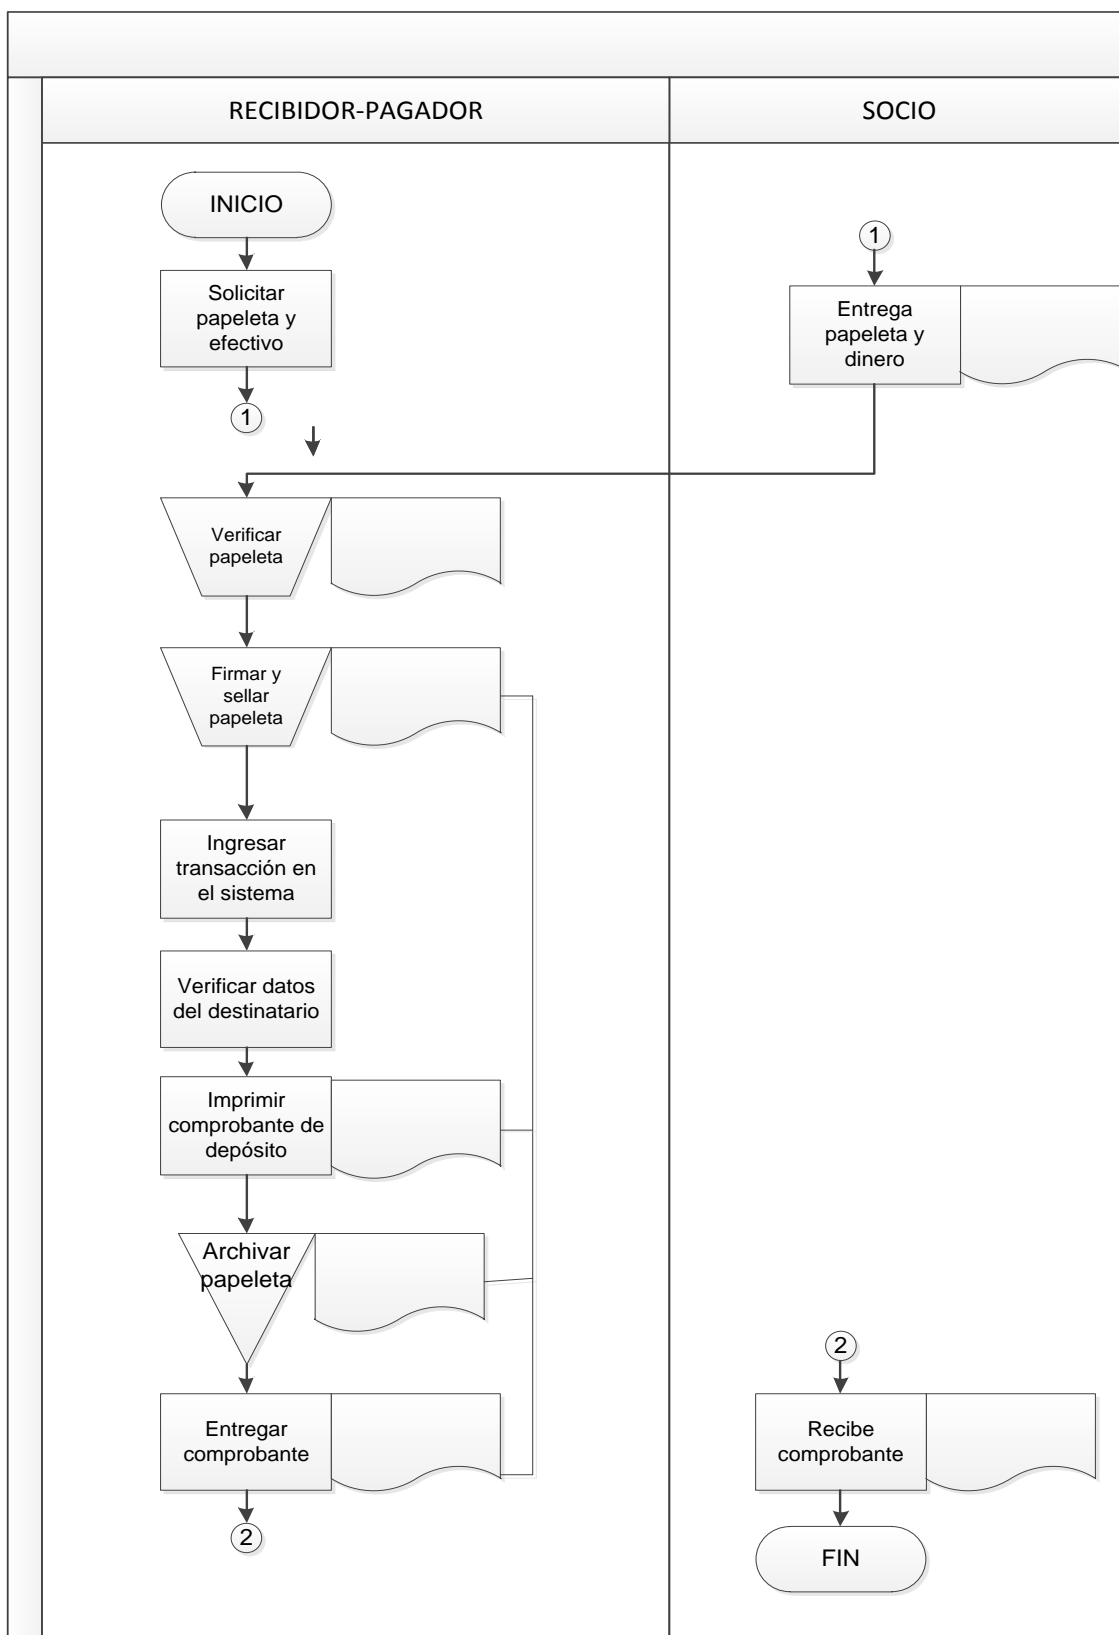 RECIBIDOR-PAGADOR
SOCIO
INICIO
Solicitar
papeleta y
efectivo
1
1
Entrega
papeleta y
dinero
Verificar
papeleta
Firmar y
sellar
papeleta
Ingresar
transacción en
el sistema
Verificar datos
del destinatario
Imprimir
comprobante de
depósito
Archivar
papeleta
Entregar
comprobante
2
2
Recibe
comprobante
FIN